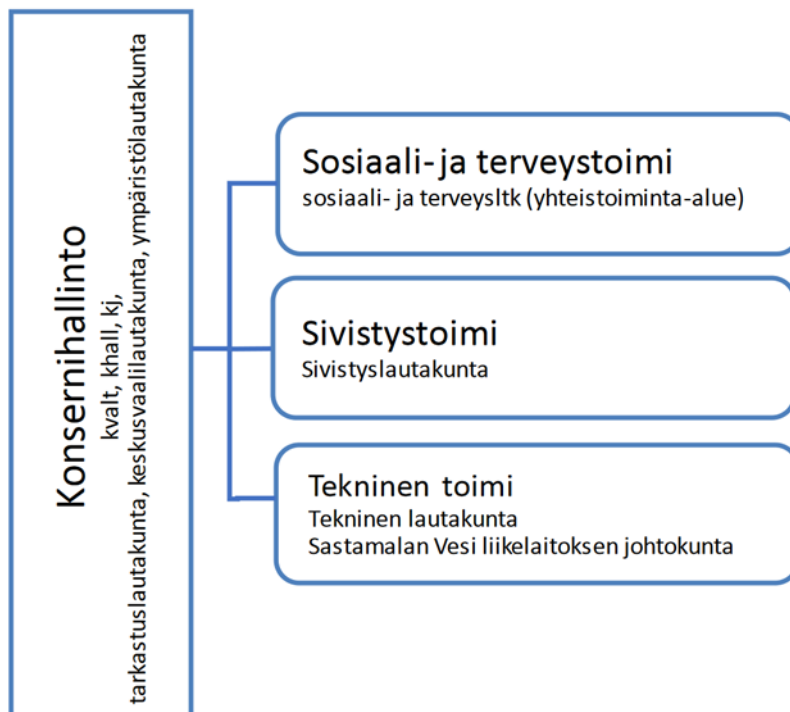 Konsernihallinto
kvalt, khall, kj,
tarkastuslautakunta, keskusvaalilautakunta, ympäristölautakunta
Sosiaali- ja terveystoimi
sosiaali- ja terveysltk (yhteistoiminta-alue)
Sivistystoimi
Sivistyslautakunta
Tekninen toimi
Tekninen lautakunta
Sastamalan Vesi liikelaitoksen johtokunta